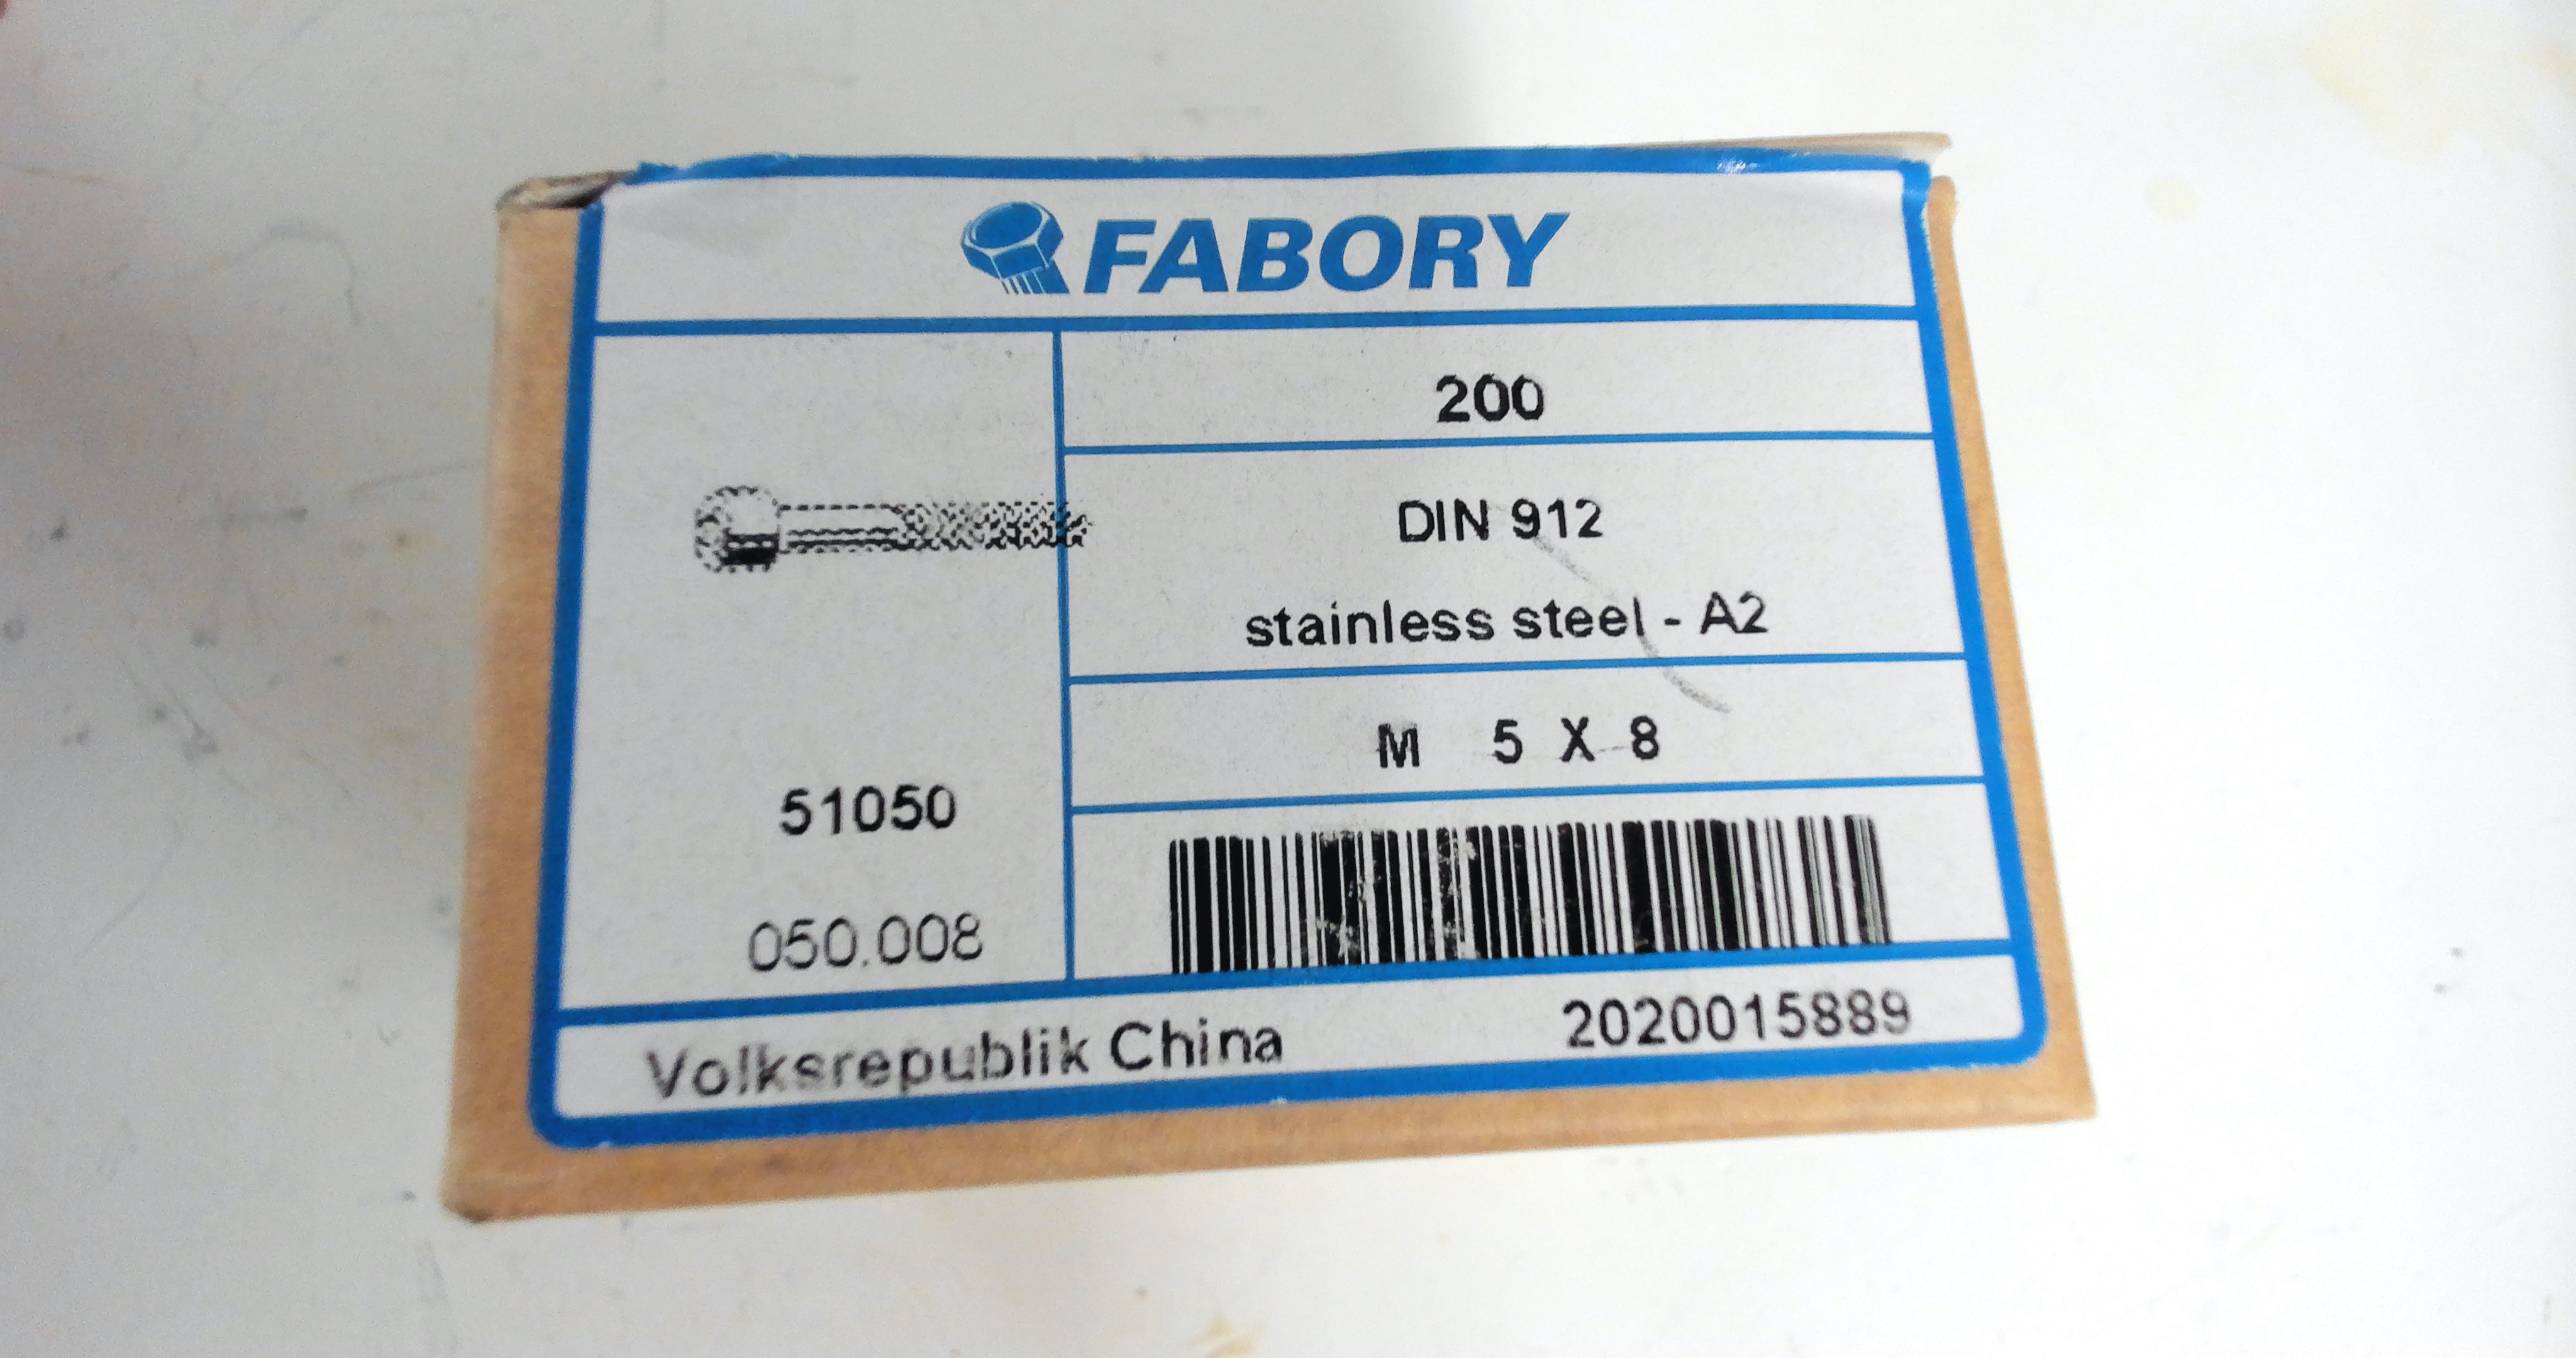 FABORY
200
DIN 912
stainless steel - A2
M 5 X 8
51050
050.008
Volksrepublik China
2020015889